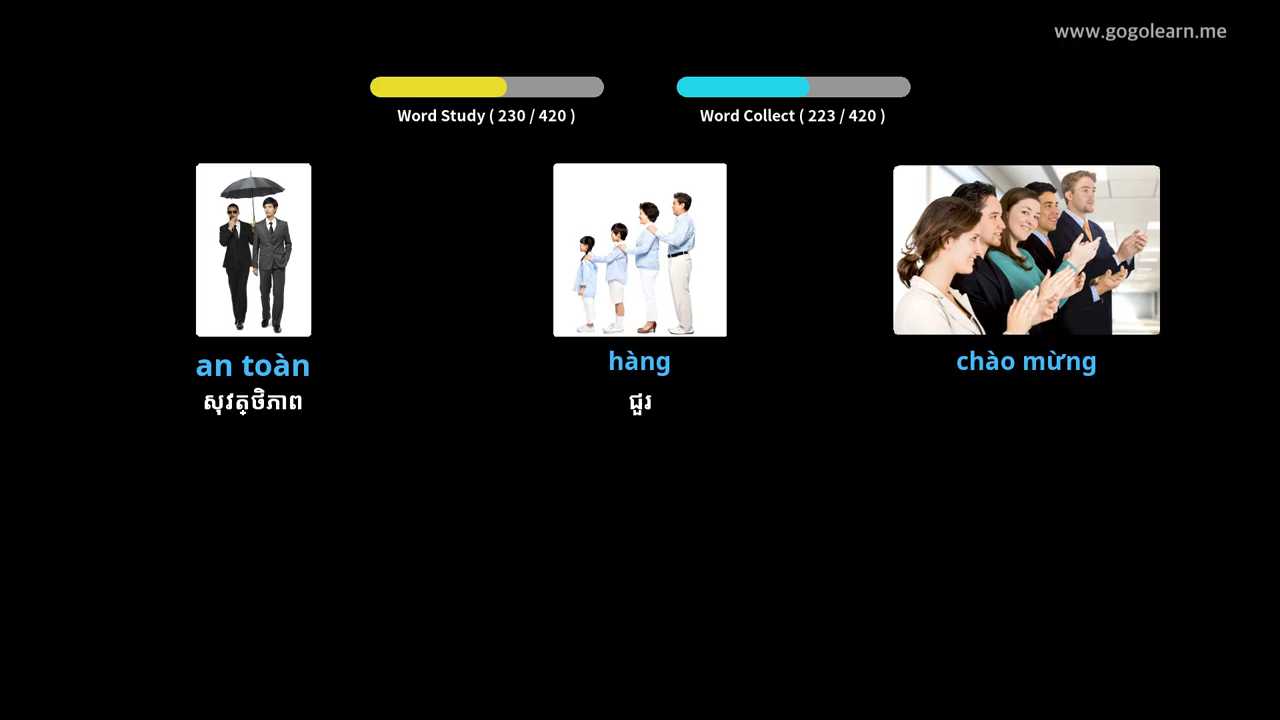 www.gogolearn.me
Word Study ( 230 / 420 )
Word Collect ( 223 / 420 )
an toàn
hàng
chào mừng
សុវត្ថិភាព
ជួរ